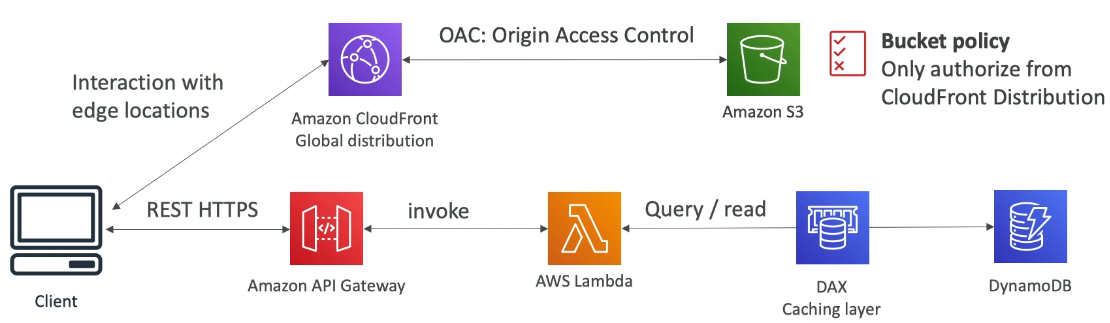 OAC: Origin Access Control
Bucket policy
Only authorize from
CloudFront Distribution
Interaction with
edge locations
Amazon CloudFront
Global distribution
Amazon S3
REST HTTPS
invoke
Query / read
Client
Amazon API Gateway
AWS Lambda
DAX
Caching layer
DynamoDB